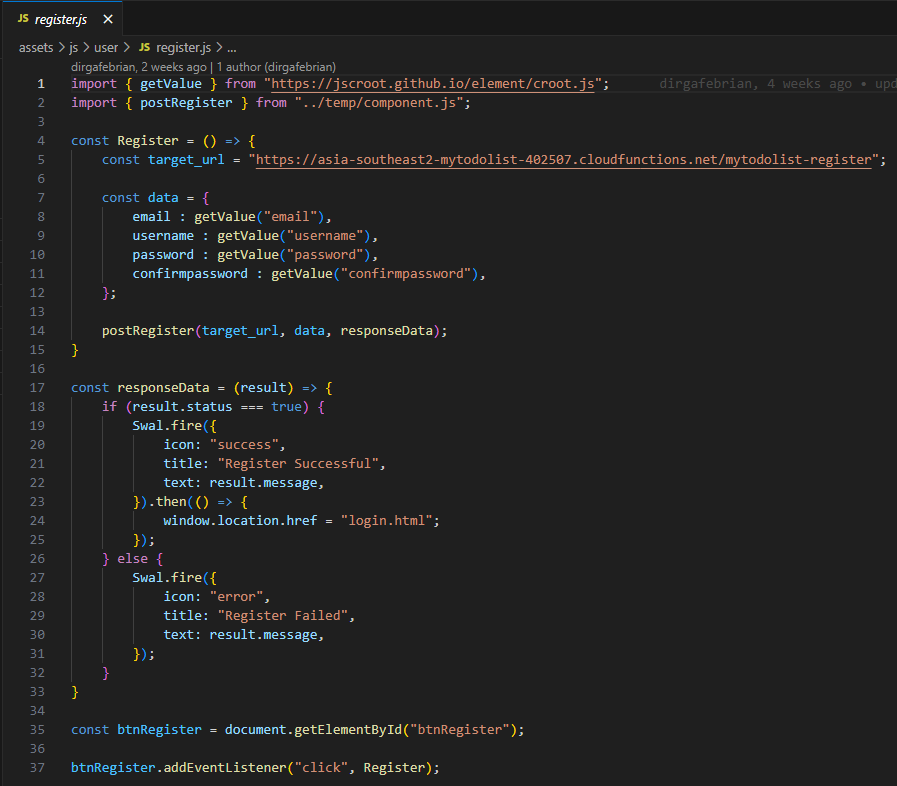 JS register.js ×
assets > js > user > JS register.js > ...
dirgafebrian, 2 weeks ago | 1 author (dirgafebrian)
1 import { getValue } from "https://jscroot.github.io/element/croot.js"; dirgafebrian, 4 weeks ago • upd
2 import { postRegister } from "../temp/component.js";
3
4 const Register = () => {
5     const target_url = "https://asia-southeast2-mytodolist-402507.cloudfunctions.net/mytodolist-register";
6
7     const data = {
8         email : getValue("email"),
9         username : getValue("username"),
10         password : getValue("password"),
11         confirmpassword : getValue("confirmpassword"),
12     };
13
14     postRegister(target_url, data, responseData);
15 }
16
17 const responseData = (result) => {
18     if (result.status === true) {
19         Swal.fire({
20             icon: "success",
21             title: "Register Successful",
22             text: result.message,
23         }).then(() => {
24             window.location.href = "login.html";
25         });
26     } else {
27         Swal.fire({
28             icon: "error",
29             title: "Register Failed",
30             text: result.message,
31         });
32     }
33 }
34
35 const btnRegister = document.getElementById("btnRegister");
36
37 btnRegister.addEventListener("click", Register);